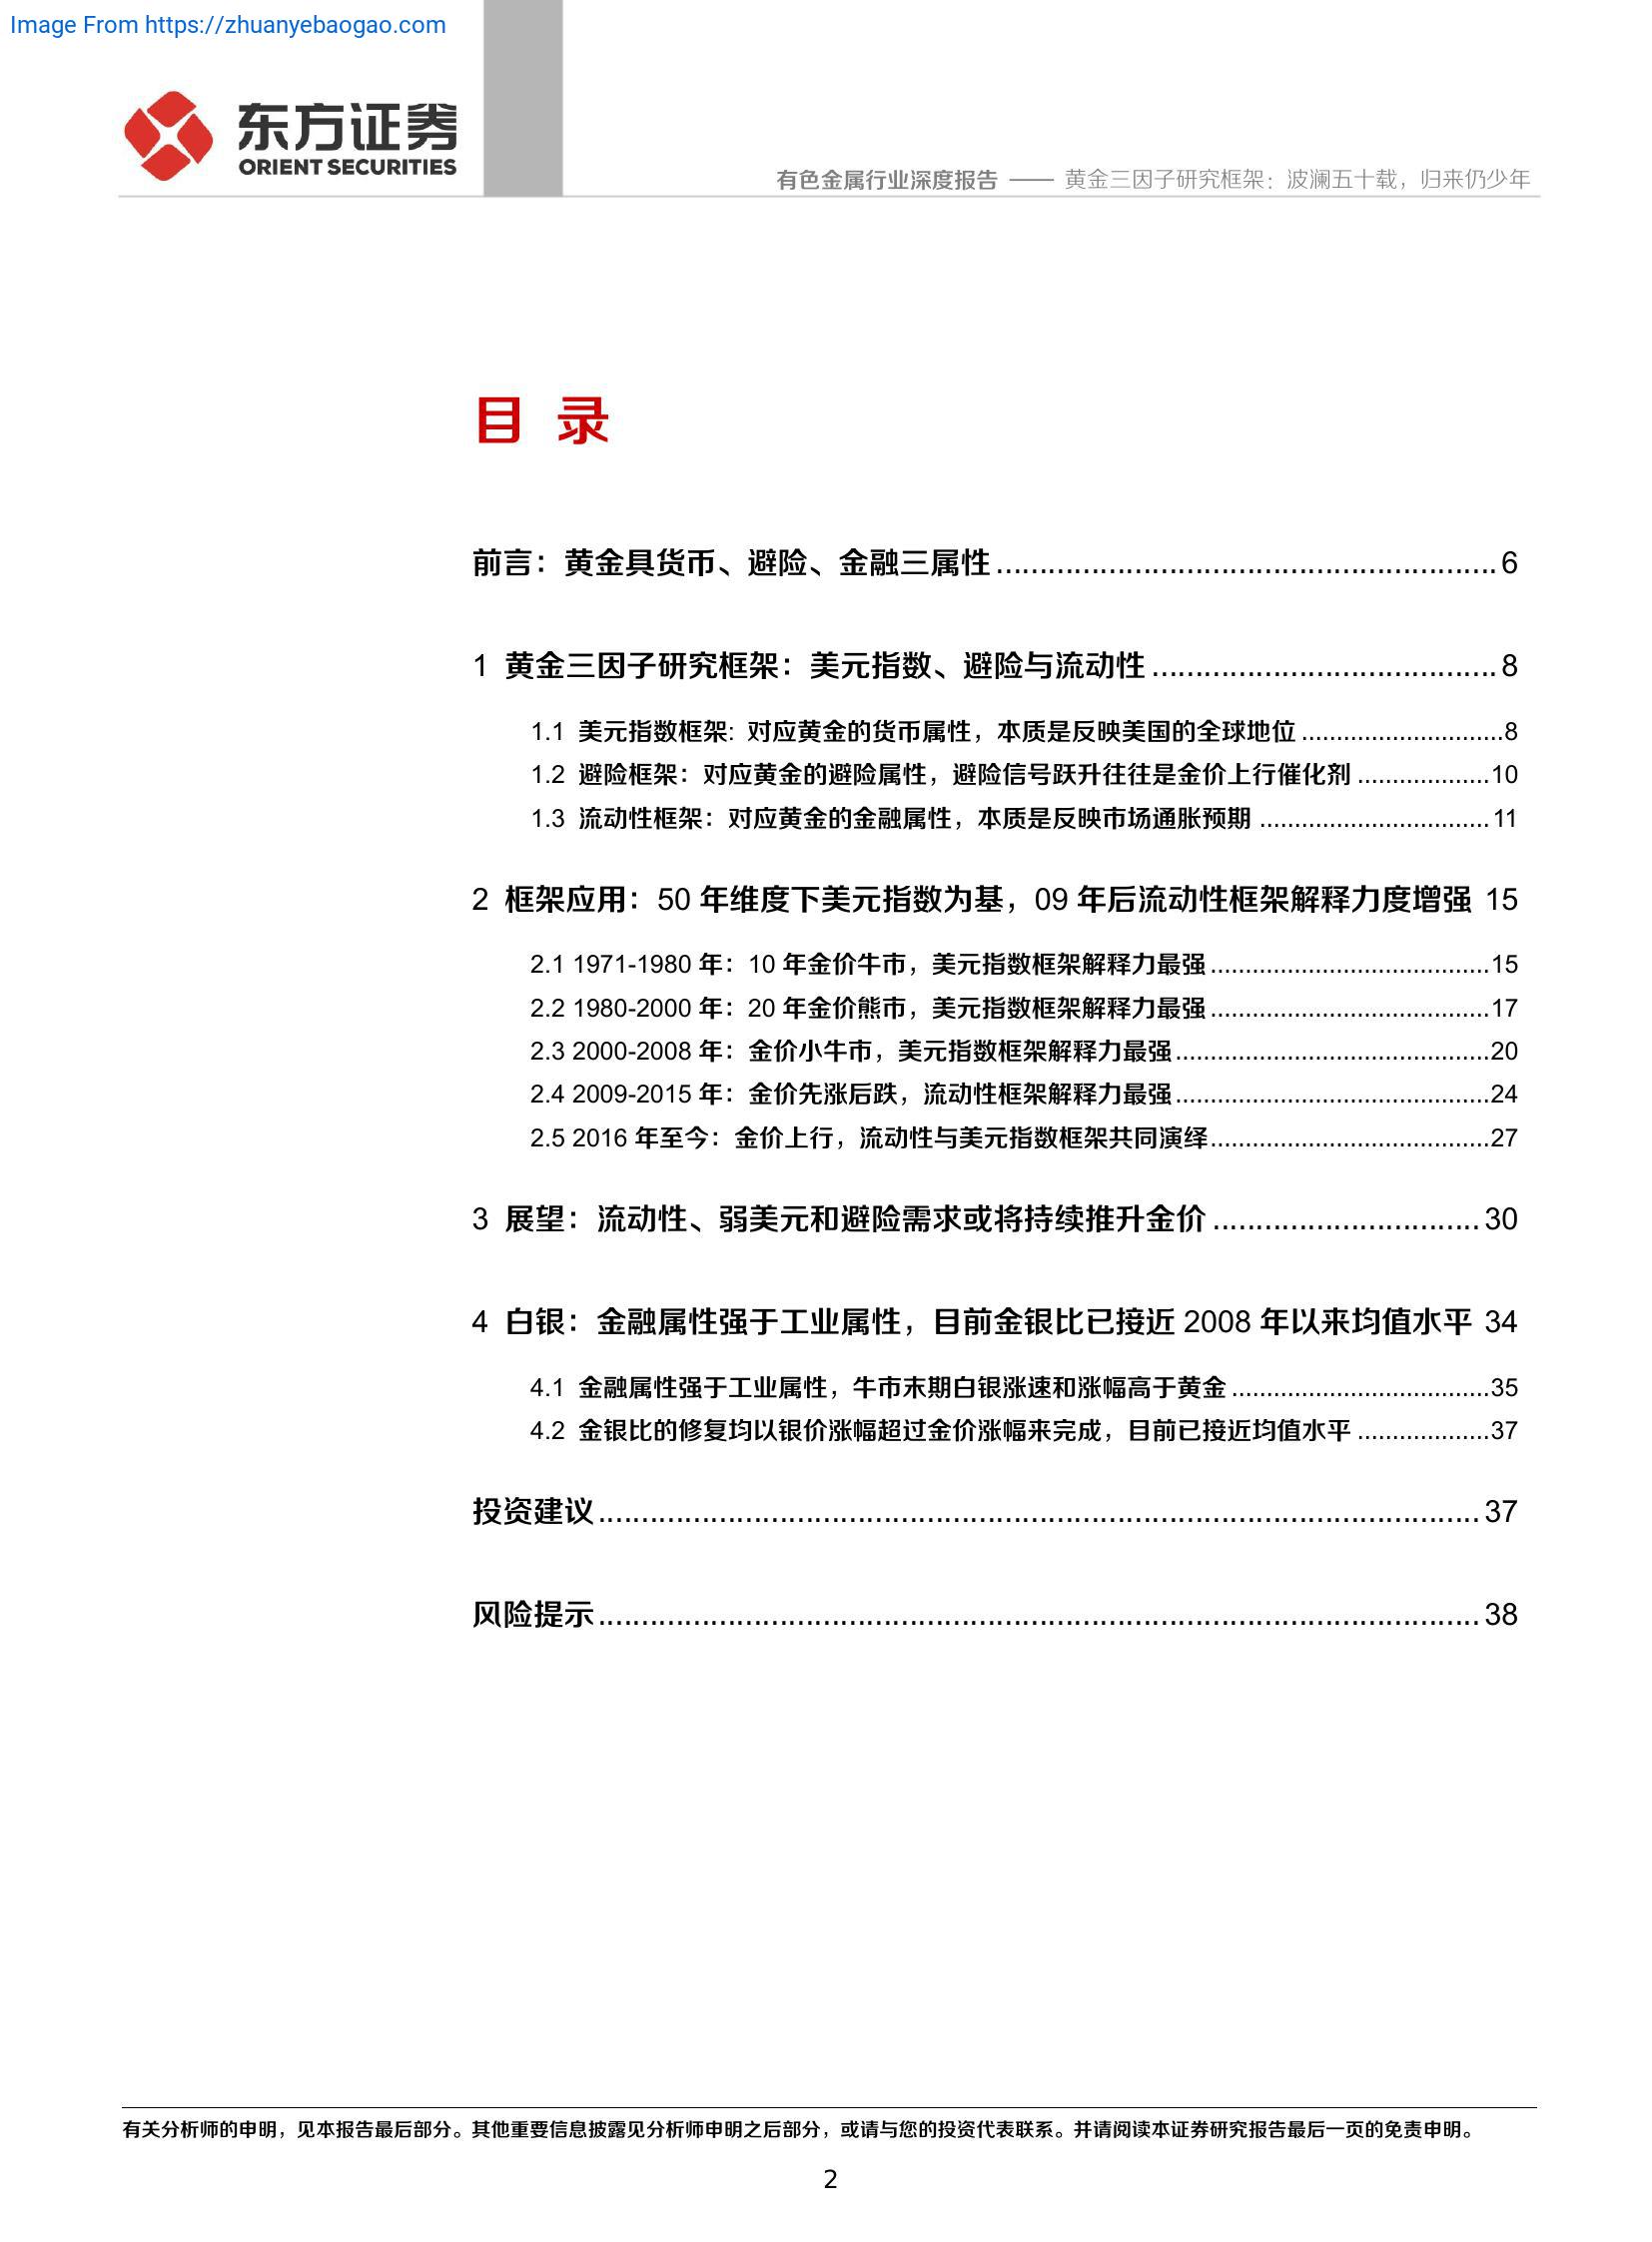 Image From https://zhuanyebaogao.com
东方证券
ORIENT SECURITIES
有色金属行业深度报告 —— 黄金三因子研究框架：波澜五十载，归来仍少年
目 录
前言：黄金具货币、避险、金融三属性 ........................................................ 6
1 黄金三因子研究框架：美元指数、避险与流动性 ........................................ 8
1.1 美元指数框架: 对应黄金的货币属性，本质是反映美国的全球地位 .............................8
1.2 避险框架：对应黄金的避险属性，避险信号跃升往往是金价上行催化剂 ...................10
1.3 流动性框架：对应黄金的金融属性，本质是反映市场通胀预期 .................................11
2 框架应用：50 年维度下美元指数为基，09 年后流动性框架解释力度增强 15
2.1 1971-1980 年：10 年金价牛市，美元指数框架解释力最强........................................15
2.2 1980-2000 年：20 年金价熊市，美元指数框架解释力最强........................................17
2.3 2000-2008 年：金价小牛市，美元指数框架解释力最强.............................................20
2.4 2009-2015 年：金价先涨后跌，流动性框架解释力最强.............................................24
2.5 2016 年至今：金价上行，流动性与美元指数框架共同演绎........................................27
3 展望：流动性、弱美元和避险需求或将持续推升金价 ............................... 30
4 白银：金融属性强于工业属性，目前金银比已接近 2008 年以来均值水平 34
4.1 金融属性强于工业属性，牛市末期白银涨速和涨幅高于黄金 .....................................35
4.2 金银比的修复均以银价涨幅超过金价涨幅来完成，目前已接近均值水平 ...................37
投资建议 ...................................................................................................... 37
风险提示 ...................................................................................................... 38
有关分析师的申明，见本报告最后部分。其他重要信息披露见分析师申明之后部分，或请与您的投资代表联系。并请阅读本证券研究报告最后一页的免责申明。
2